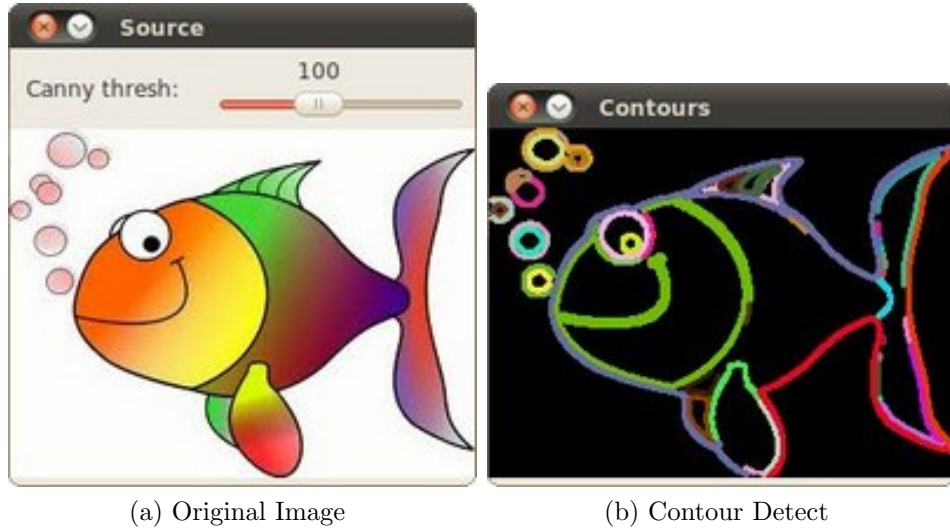 Source
Canny thresh:
100
Contours
(a) Original Image
(b) Contour Detect